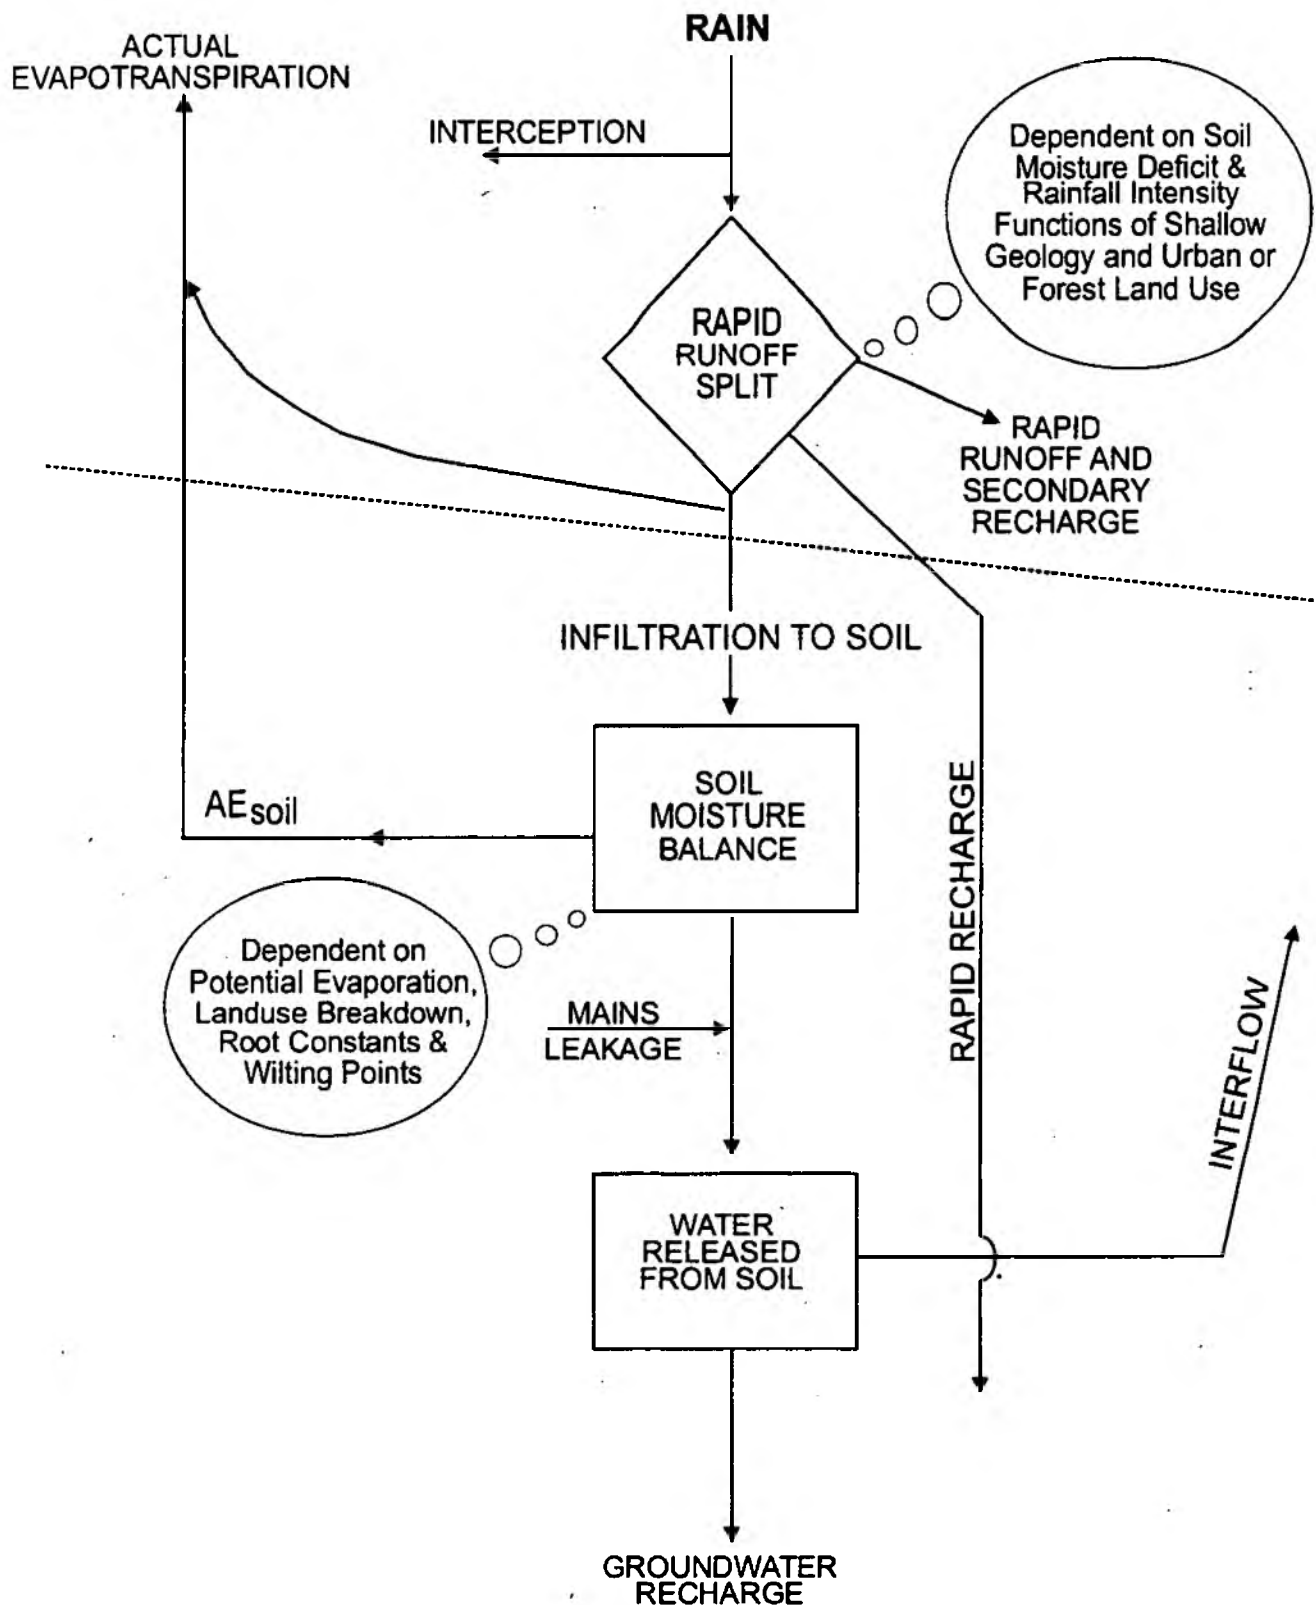 RAIN
ACTUAL
EVAPOTRANSPIRATION
INTERCEPTION
Dependent on Soil
Moisture Deficit &
Rainfall Intensity
Functions of Shallow
Geology and Urban or
Forest Land Use
RAPID
RUNOFF
SPLIT
RAPID
RUNOFF AND
SECONDARY
RECHARGE
INFILTRATION TO SOIL
SOIL
MOISTURE
BALANCE
AEsoil
RAPID RECHARGE
Dependent on
Potential Evaporation,
Landuse Breakdown,
Root Constants &
Wilting Points
MAINS
LEAKAGE
INTERFLOW
WATER
RELEASED
FROM SOIL
GROUNDWATER
RECHARGE